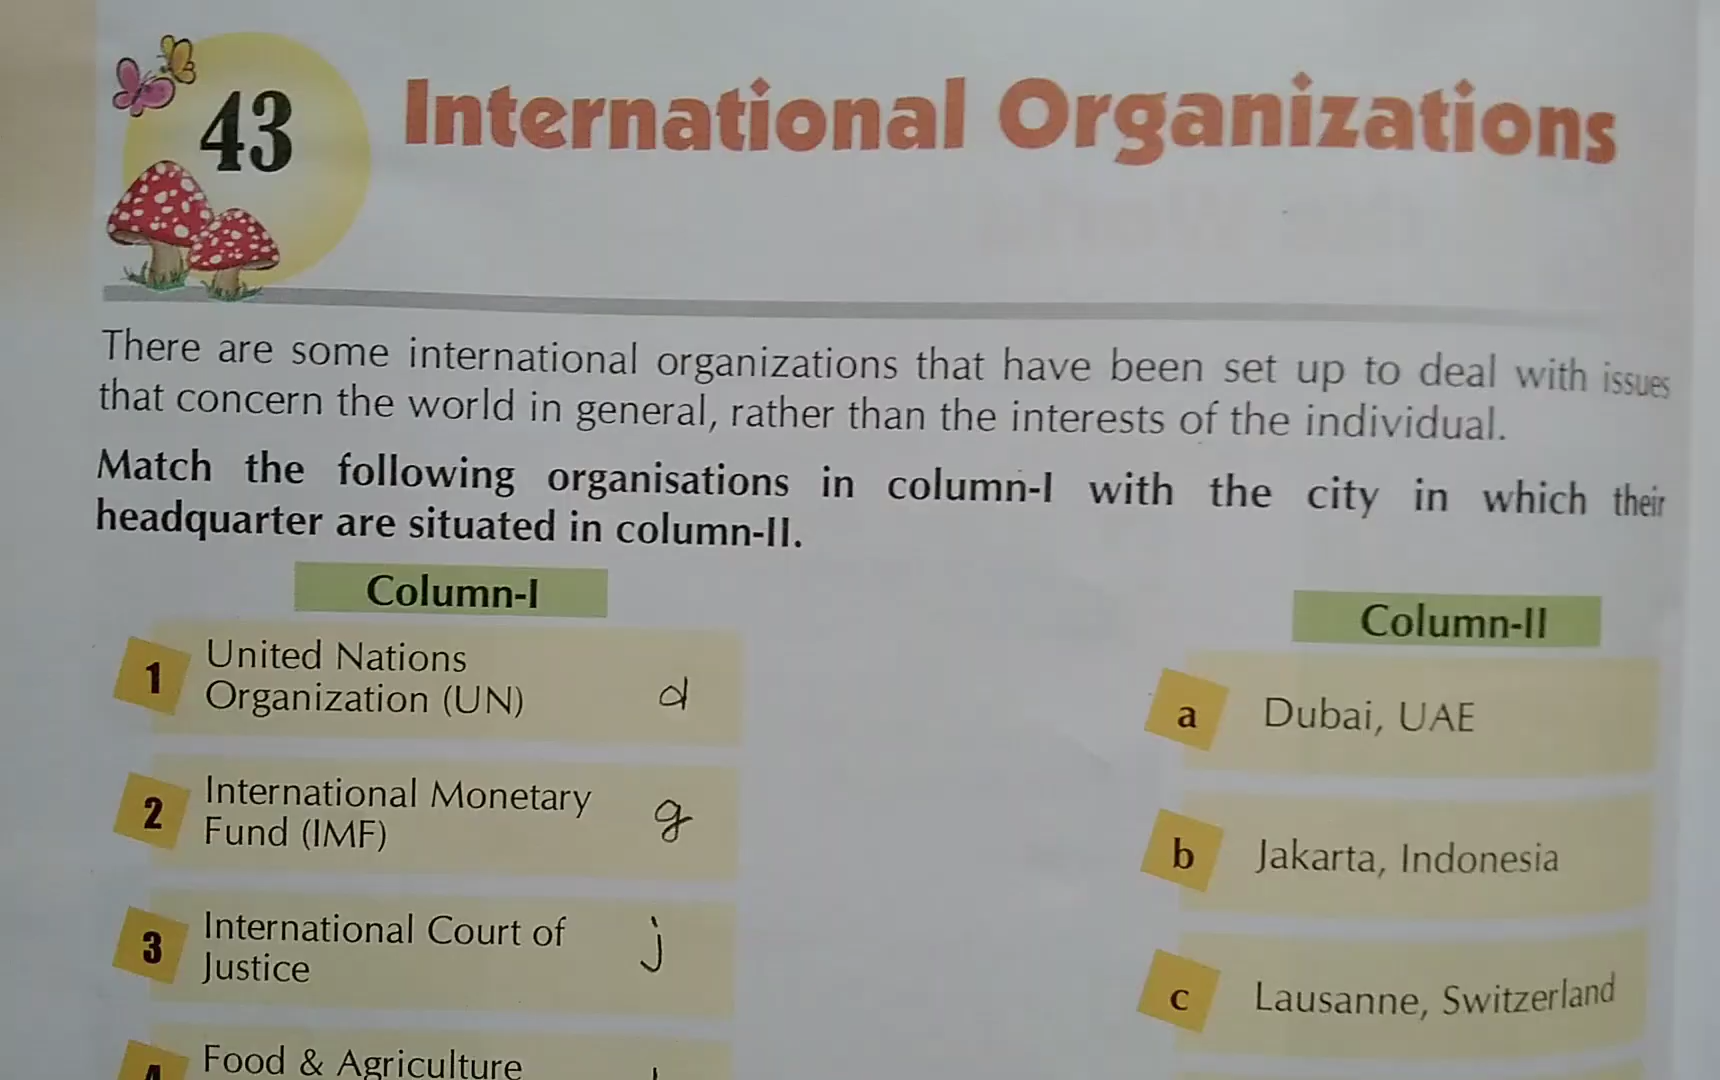 43
International Organizations
There are some international organizations that have been set up to deal with issues
that concern the world in general, rather than the interests of the individual.
Match the following organisations in column-I with the city in which their
headquarter are situated in column-II.
Column-I
1 United Nations
Organization (UN) d
2 International Monetary
Fund (IMF) g
3 International Court of
Justice j
4 Food & Agriculture
Column-II
a Dubai, UAE
b Jakarta, Indonesia
c Lausanne, Switzerland